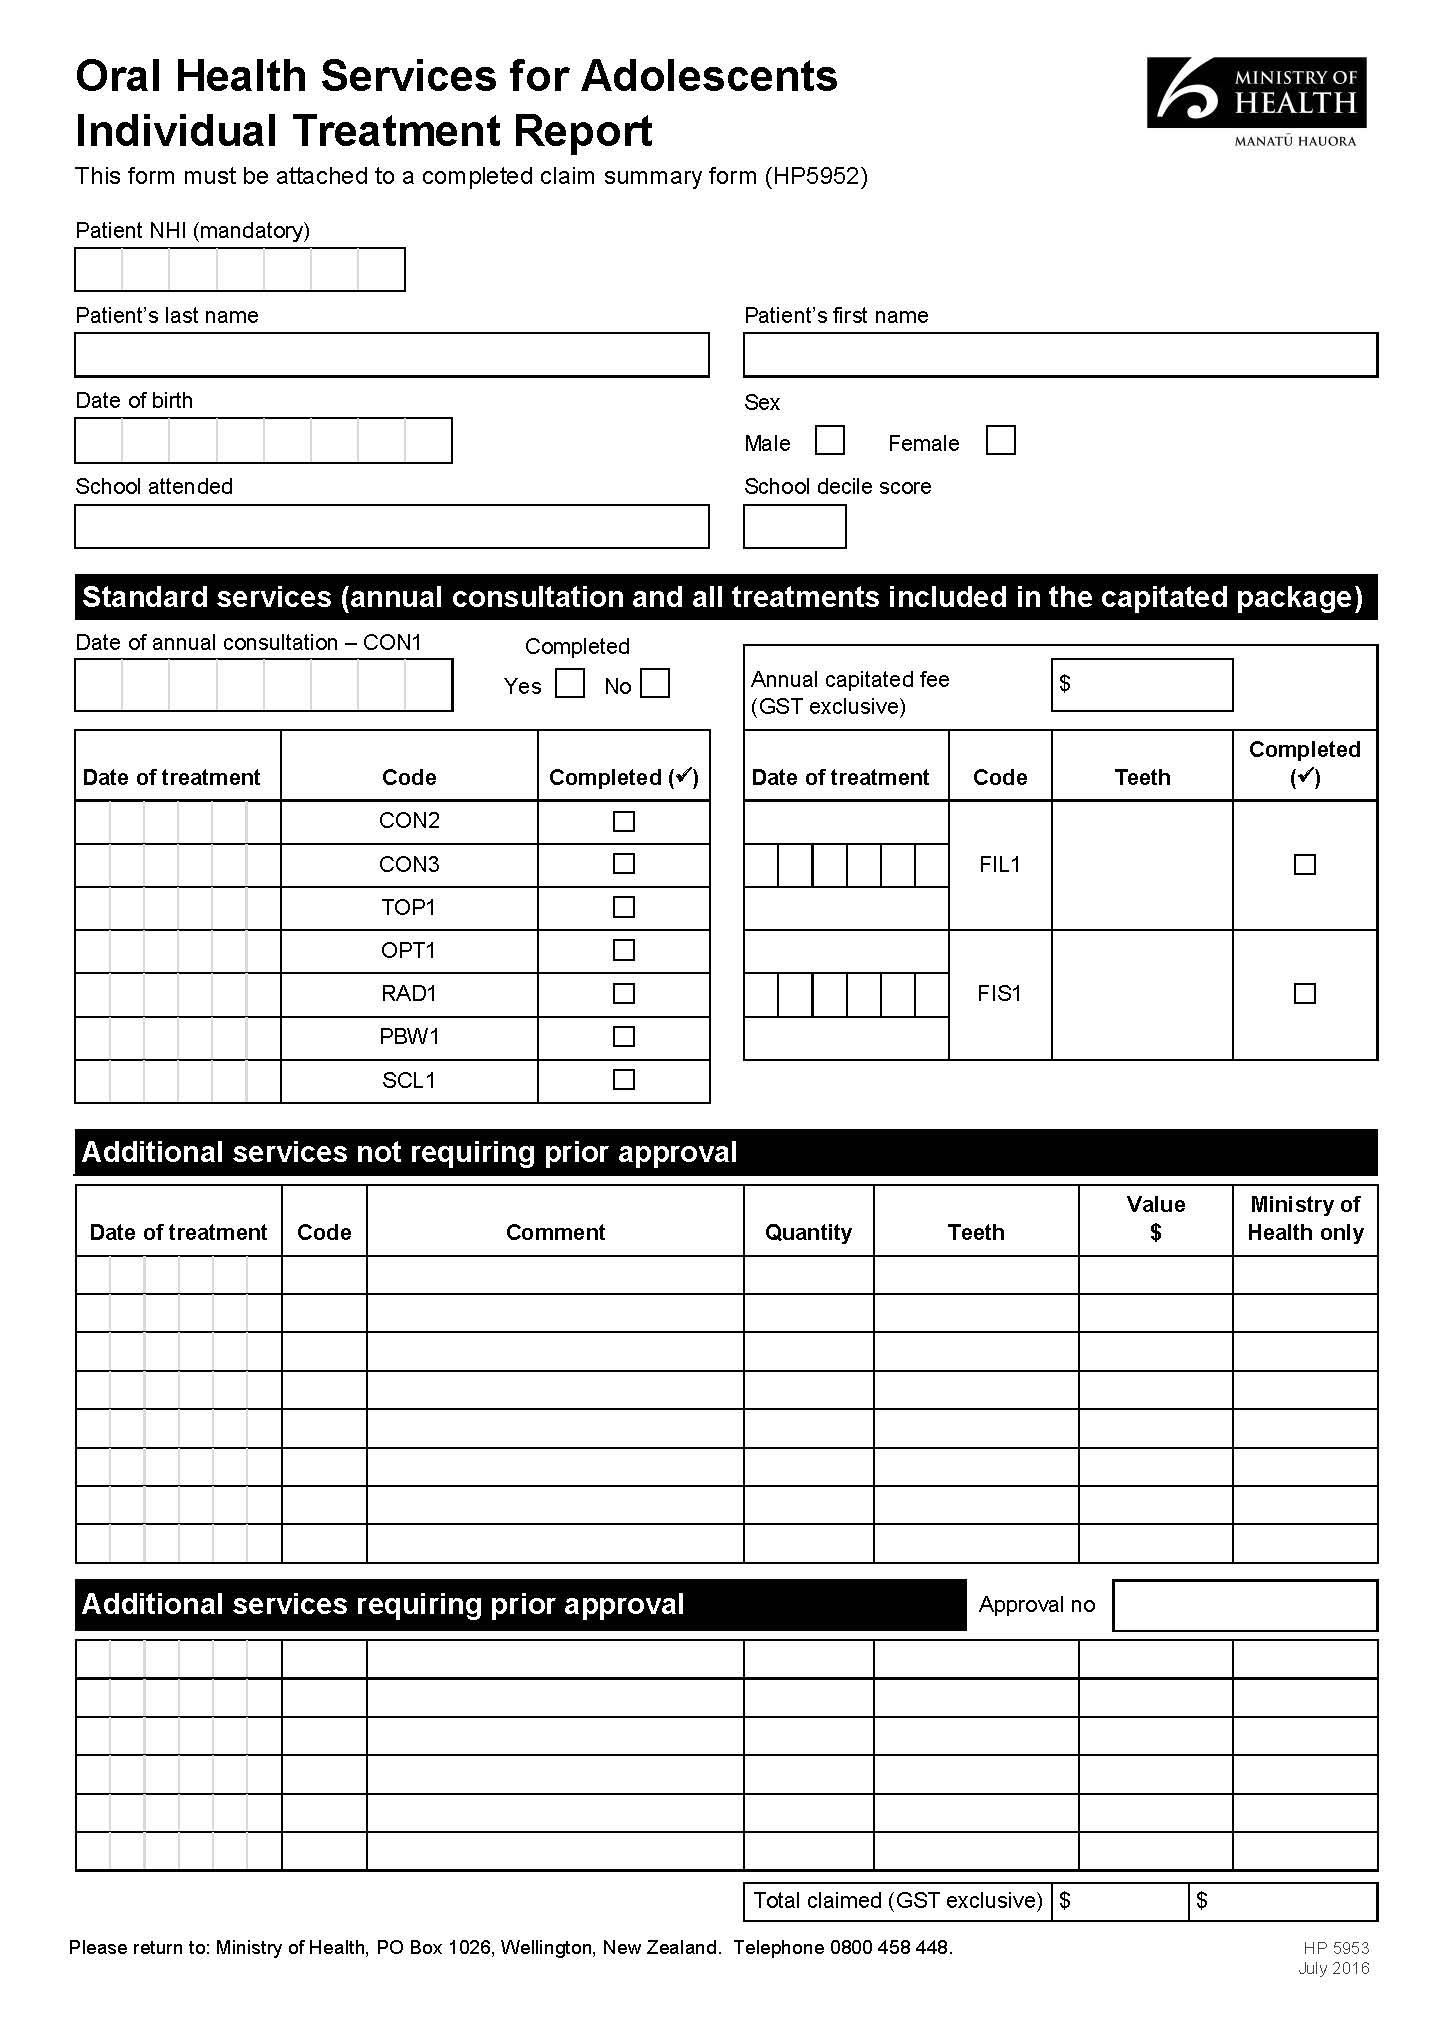 Oral Health Services for Adolescents
Individual Treatment Report
This form must be attached to a completed claim summary form (HP5952)
MINISTRY OF
HEALTH
MANATŪ HAUORA
Patient NHI (mandatory)
Patient's last name
Patient's first name
Date of birth
Sex
Male
Female
School attended
School decile score
Standard services (annual consultation and all treatments included in the capitated package)
Date of annual consultation – CON1
Completed
Yes
No
Annual capitated fee
(GST exclusive)
$
Date of treatment
Code
Completed (✓)
CON2
CON3
TOP1
OPT1
RAD1
PBW1
SCL1
Date of treatment
Code
Teeth
Completed
(✓)
FIL1
FIS1
Additional services not requiring prior approval
Date of treatment
Code
Comment
Quantity
Teeth
Value
$
Ministry of
Health only
Additional services requiring prior approval
Approval no
Total claimed (GST exclusive)
$
$
Please return to: Ministry of Health, PO Box 1026, Wellington, New Zealand.  Telephone 0800 458 448.
HP 5953
July 2016